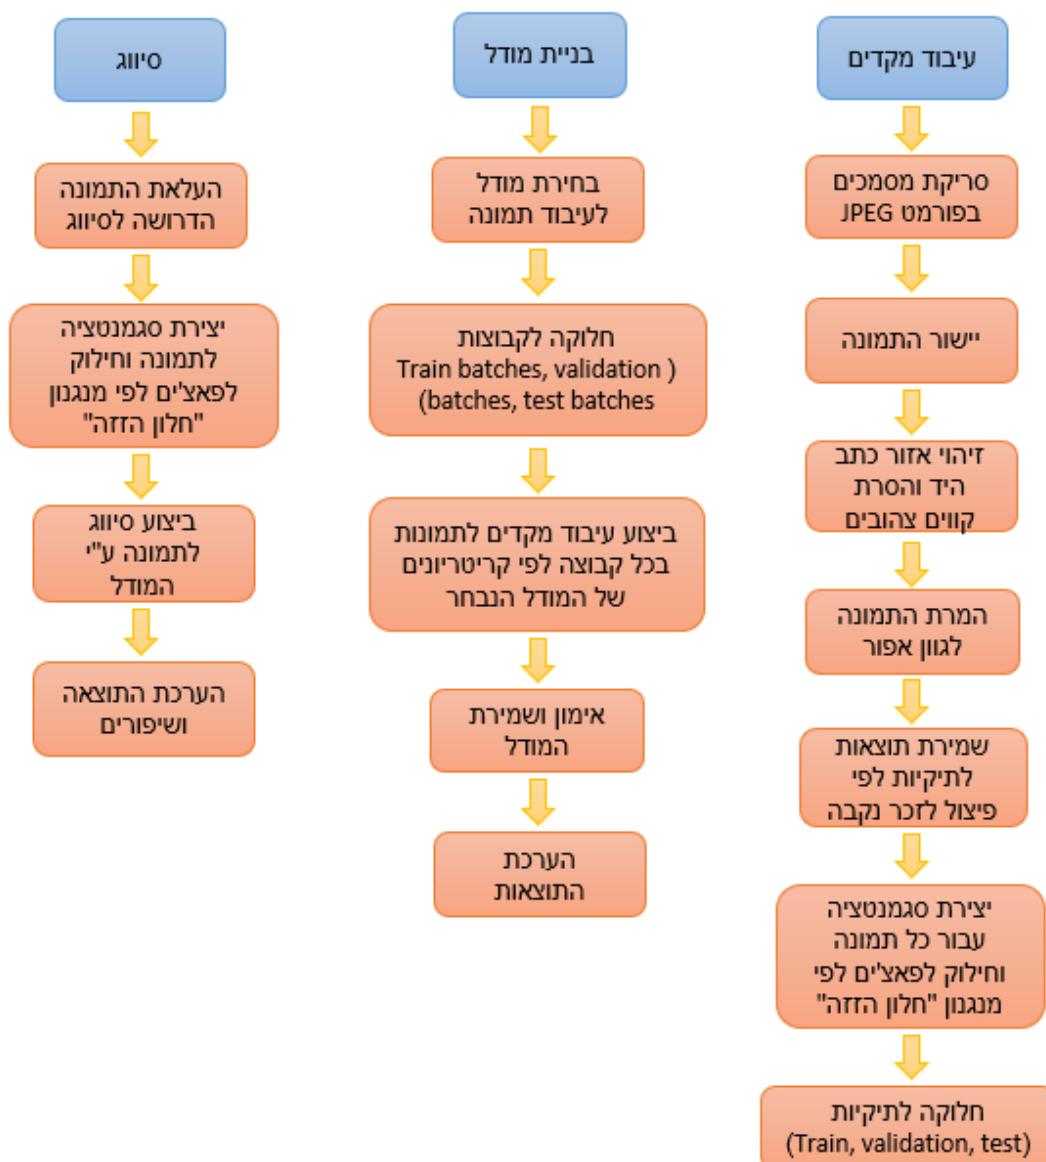 עיבוד מקדים
סריקת מסמכים
בפורמט JPEG
יישור התמונה
זיהוי אזור כתב
היד והסרת
קווים צהובים
המרת התמונה
לגוון אפור
שמירת תוצאות
לתיקיות לפי
פיצול לזכר נקבה
יצירת סגמנטציה
עבור כל תמונה
וחילוק לפאצ'ים לפי
מנגנון "חלון הזזה"
חלוקה לתיקיות
(Train, validation, test)
בניית מודל
בחירת מודל
לעיבוד תמונה
חלוקה לקבוצות
Train batches, validation )
(batches, test batches
ביצוע עיבוד מקדים לתמונות
בכל קבוצה לפי קריטריונים
של המודל הנבחר
אימון ושמירת
המודל
הערכת
התוצאות
סיווג
העלאת התמונה
הדרושה לסיווג
יצירת סגמנטציה
לתמונה וחילוק
לפאצ'ים לפי מנגנון
"חלון הזזה"
ביצוע סיווג
לתמונה ע"י
המודל
הערכת התוצאה
ושיפורים